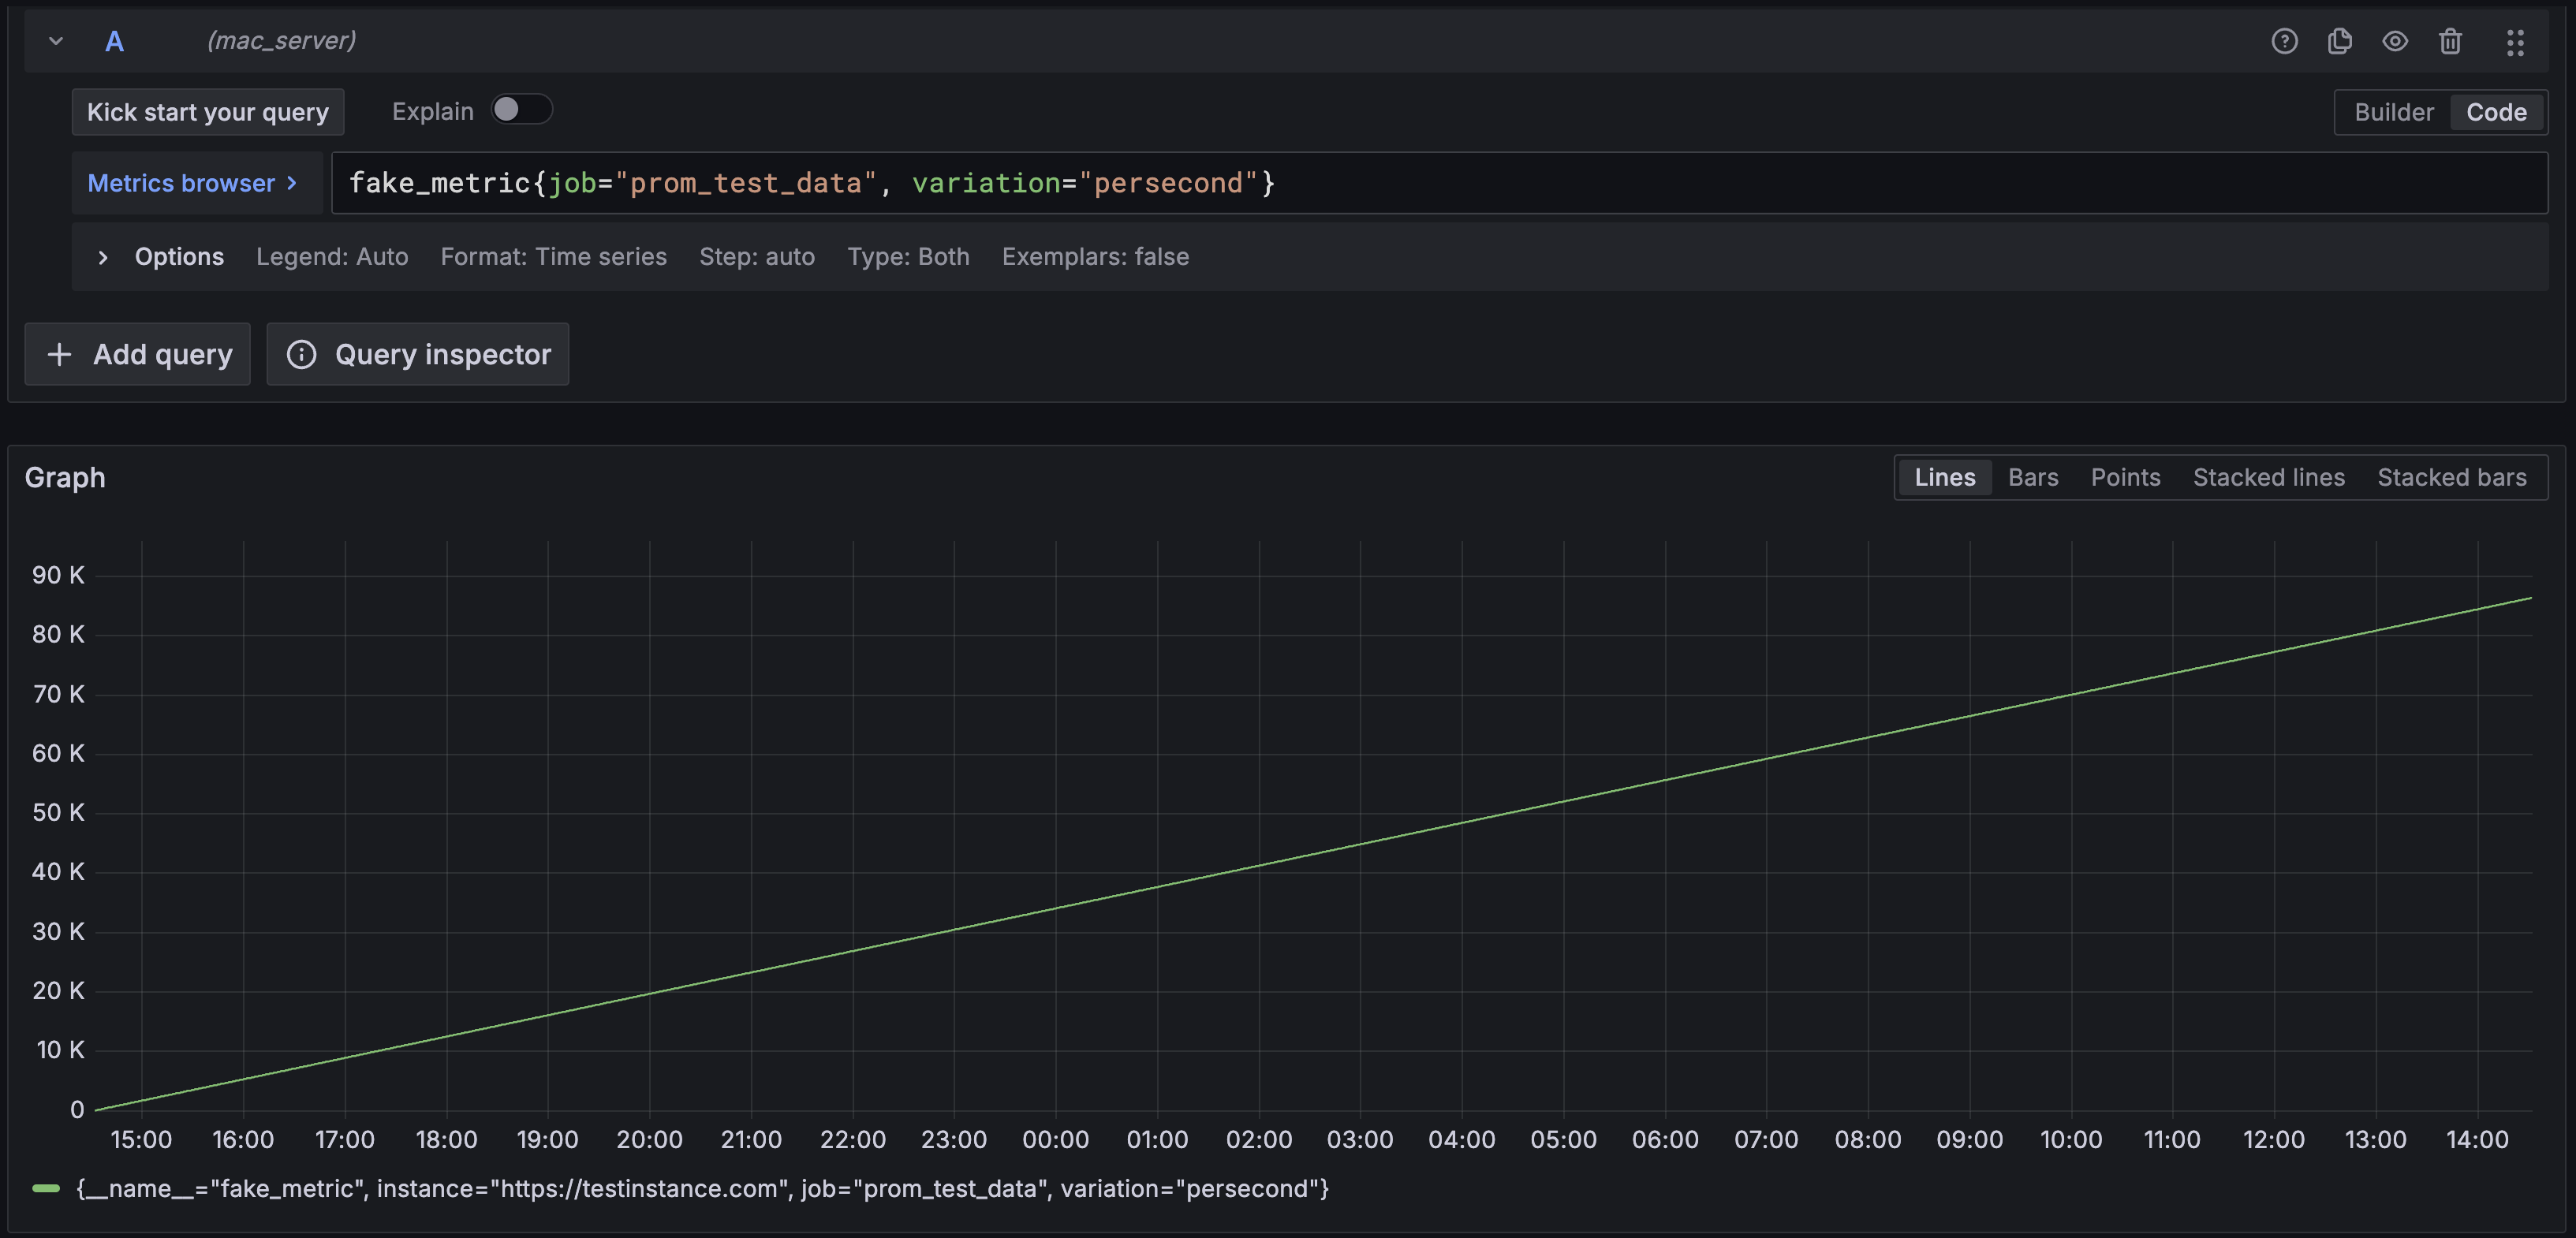 A (mac_server)
Kick start your query Explain Builder Code
Metrics browser > fake_metric{job="prom_test_data", variation="persecond"}
> Options Legend: Auto Format: Time series Step: auto Type: Both Exemplars: false
+ Add query Query inspector
Graph Lines Bars Points Stacked lines Stacked bars
90 K
80 K
70 K
60 K
50 K
40 K
30 K
20 K
10 K
0
15:00 16:00 17:00 18:00 19:00 20:00 21:00 22:00 23:00 00:00 01:00 02:00 03:00 04:00 05:00 06:00 07:00 08:00 09:00 10:00 11:00 12:00 13:00 14:00
{__name__="fake_metric", instance="https://testinstance.com", job="prom_test_data", variation="persecond"}